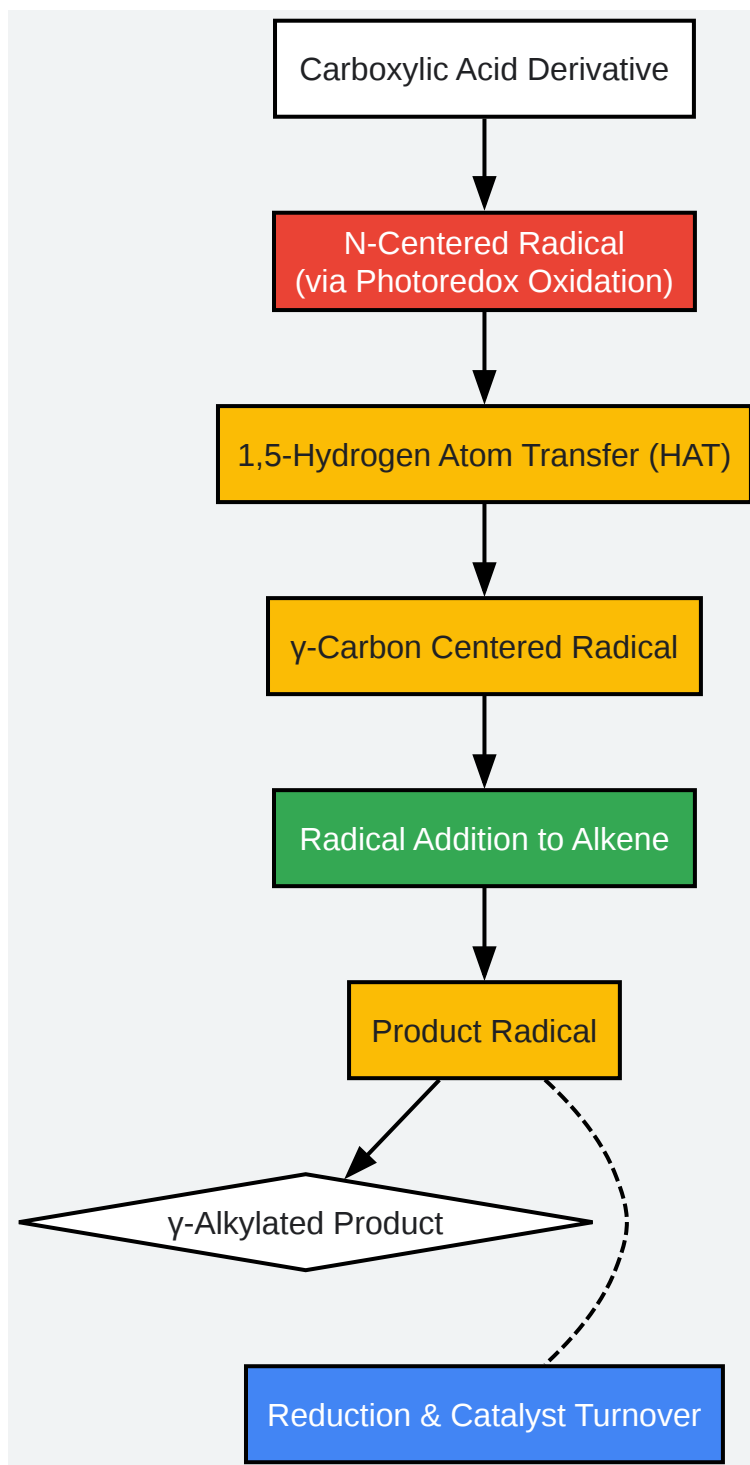 Carboxylic Acid Derivative
N-Centered Radical
(via Photoredox Oxidation)
1,5-Hydrogen Atom Transfer (HAT)
γ-Carbon Centered Radical
Radical Addition to Alkene
Product Radical
γ-Alkylated Product
Reduction & Catalyst Turnover